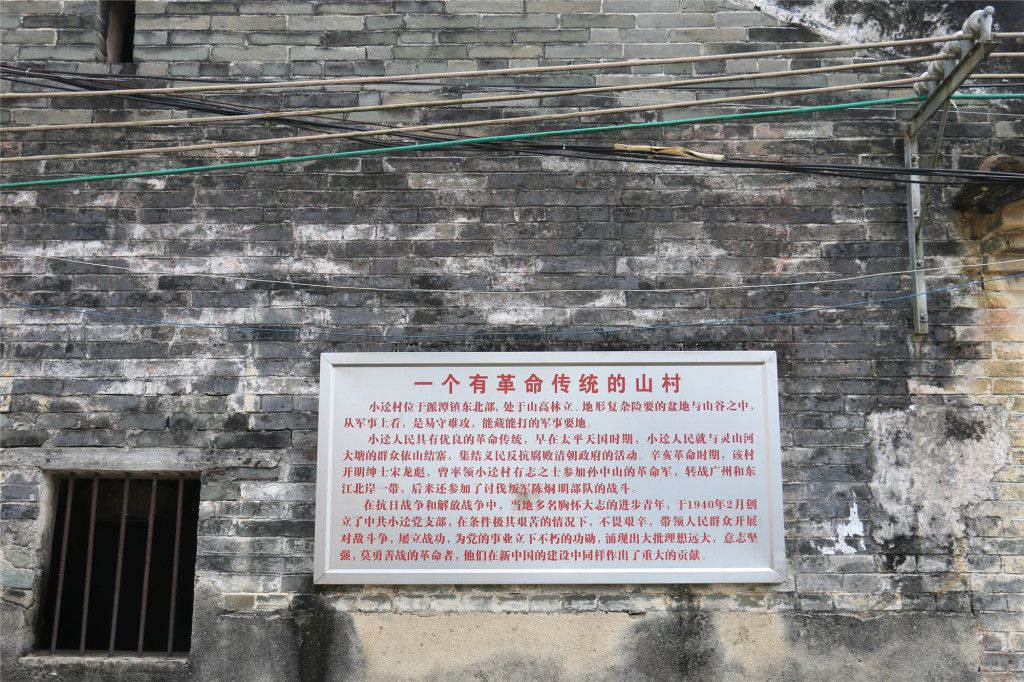 一个有革命传统的山村
小迳村位于派潭镇东北部,处于山高林立、地形复杂险要的盆地与山谷之中,
从军事上看,是易守难攻,能藏能打的军事要地。
小迳人民具有优良的革命传统,早在太平天国时期,小迳人民就与灵山河
大塘的群众依山结寨,集结义民反抗腐败清朝政府的活动。辛亥革命时期,该村
开明绅士宋龙彪,曾率领小迳村有志之士参加孙中山的革命军,转战广州和东
江北岸一带,后来还参加了讨伐叛军陈炯明部队的战斗。
在抗日战争和解放战争中,当地多名胸怀大志的进步青年,于1940年2月创
立了中共小迳党支部,在条件极其艰苦的情况下,不畏艰辛,带领人民群众开展
对敌斗争,屡立战功,为党的事业立下不朽的功勋,涌现出大批理想远大,意志坚
强,莫勇善战的革命者,他们在新中国的建设中同样作出了重大的贡献。